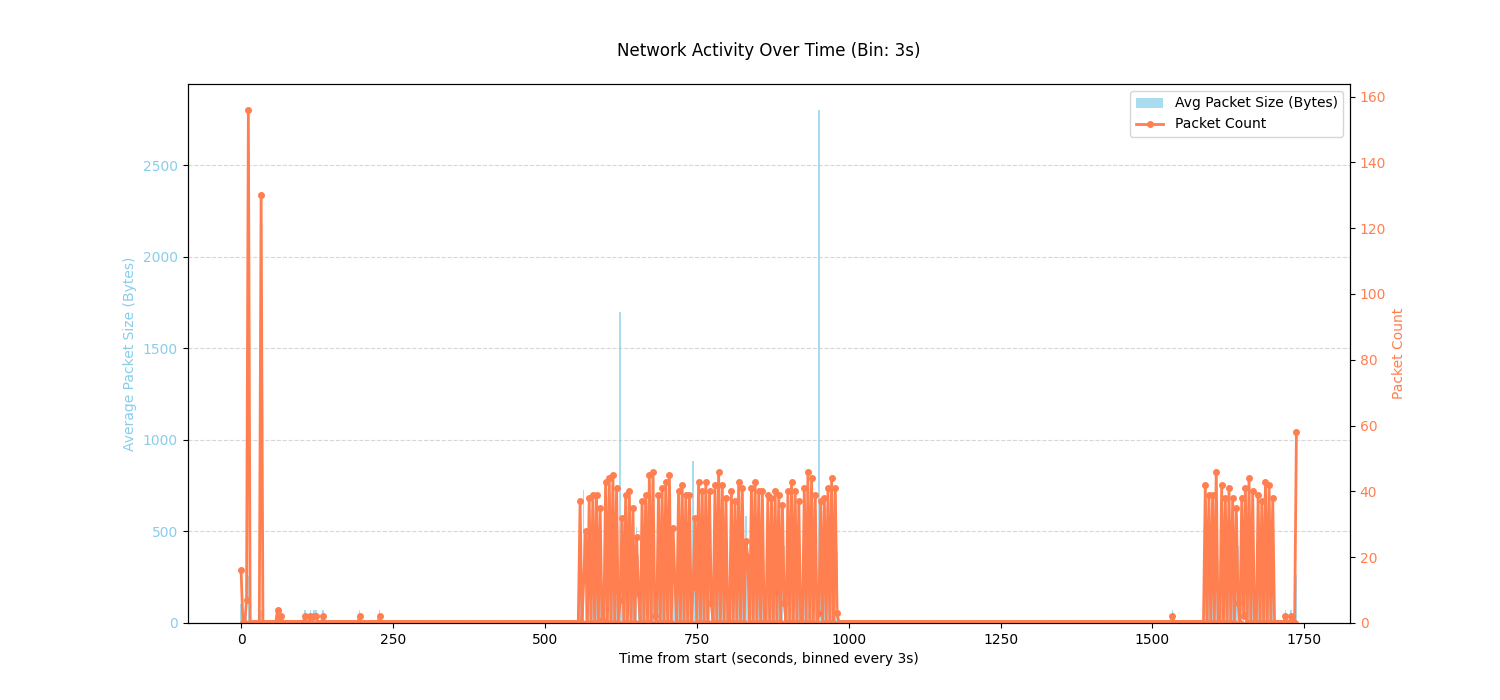 Network Activity Over Time (Bin: 3s)
Avg Packet Size (Bytes)
Packet Count
Average Packet Size (Bytes)
2500
2000
1500
1000
500
0
160
140
120
100
80
60
40
20
0
Packet Count
0 250 500 750 1000 1250 1500 1750
Time from start (seconds, binned every 3s)